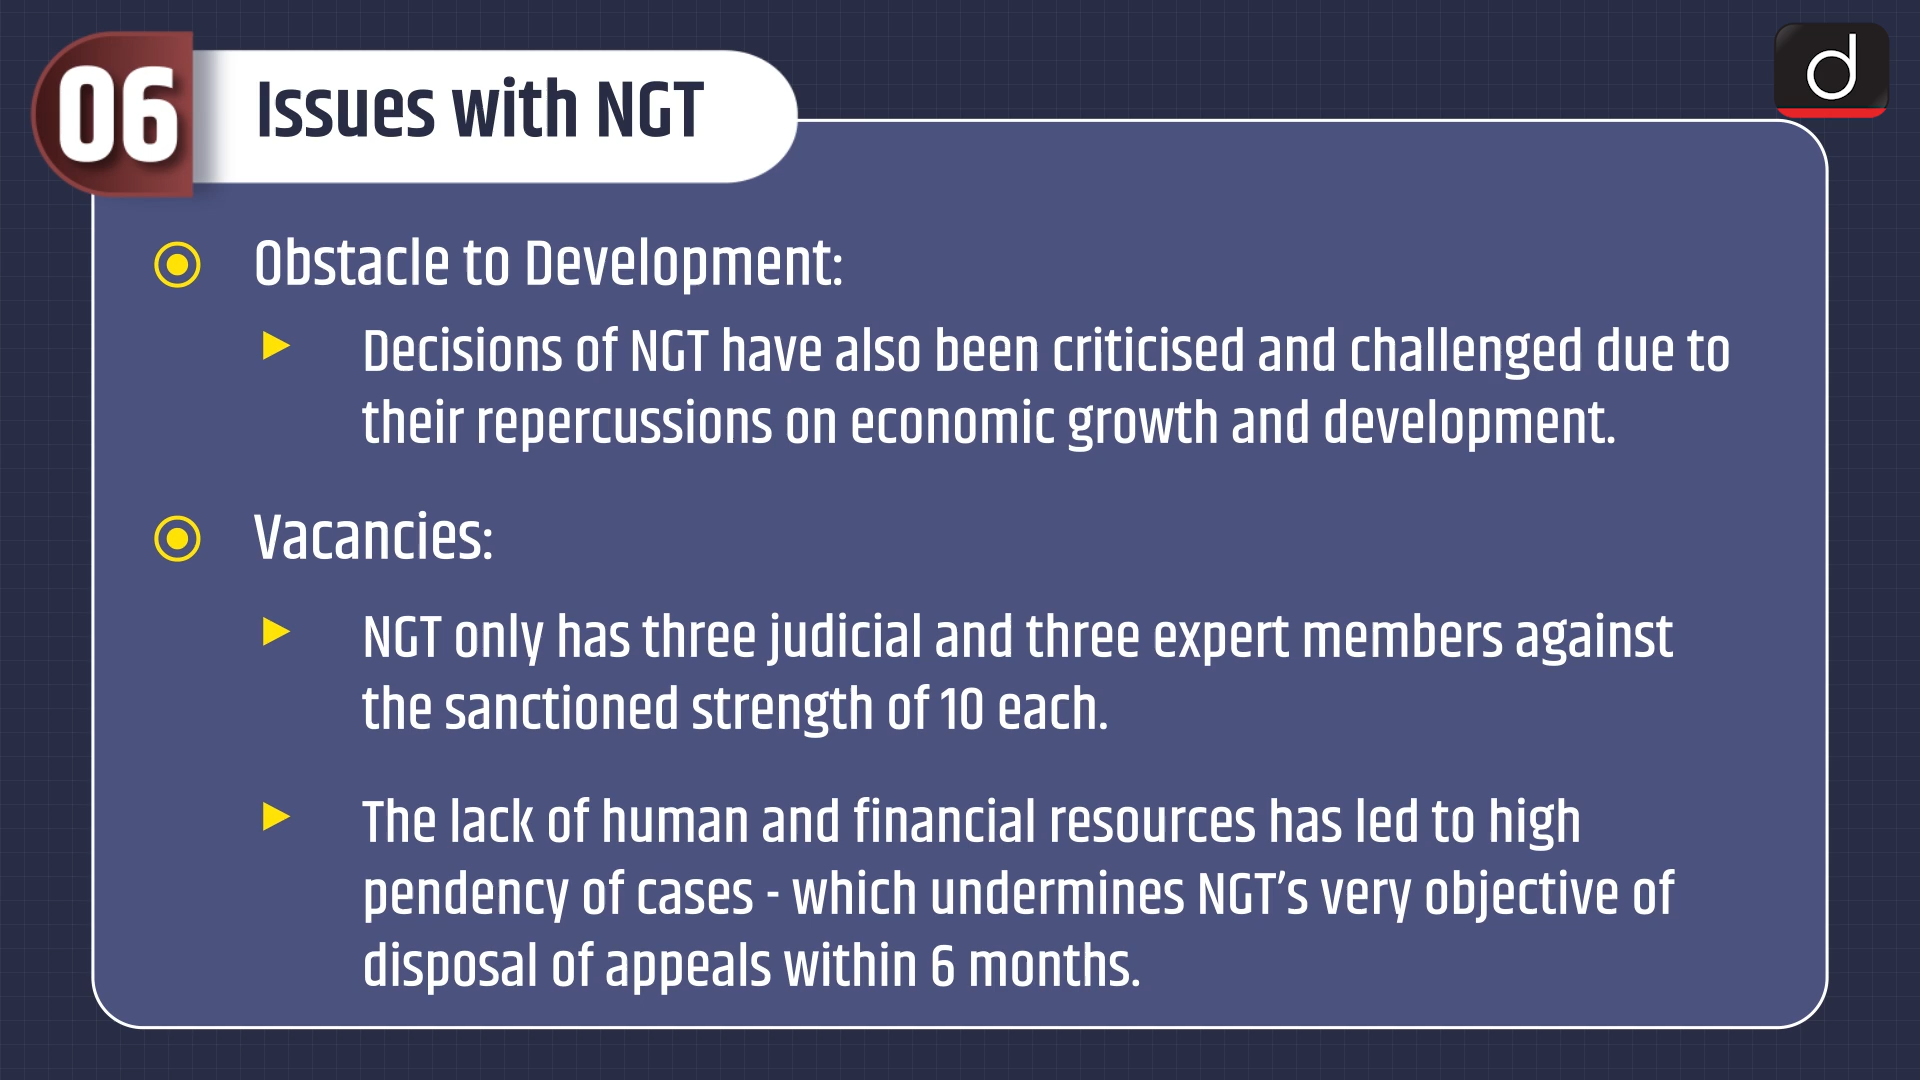 06
Issues with NGT
d
Obstacle to Development:
Decisions of NGT have also been criticised and challenged due to
their repercussions on economic growth and development.
Vacancies:
NGT only has three judicial and three expert members against
the sanctioned strength of 10 each.
The lack of human and financial resources has led to high
pendency of cases - which undermines NGT’s very objective of
disposal of appeals within 6 months.